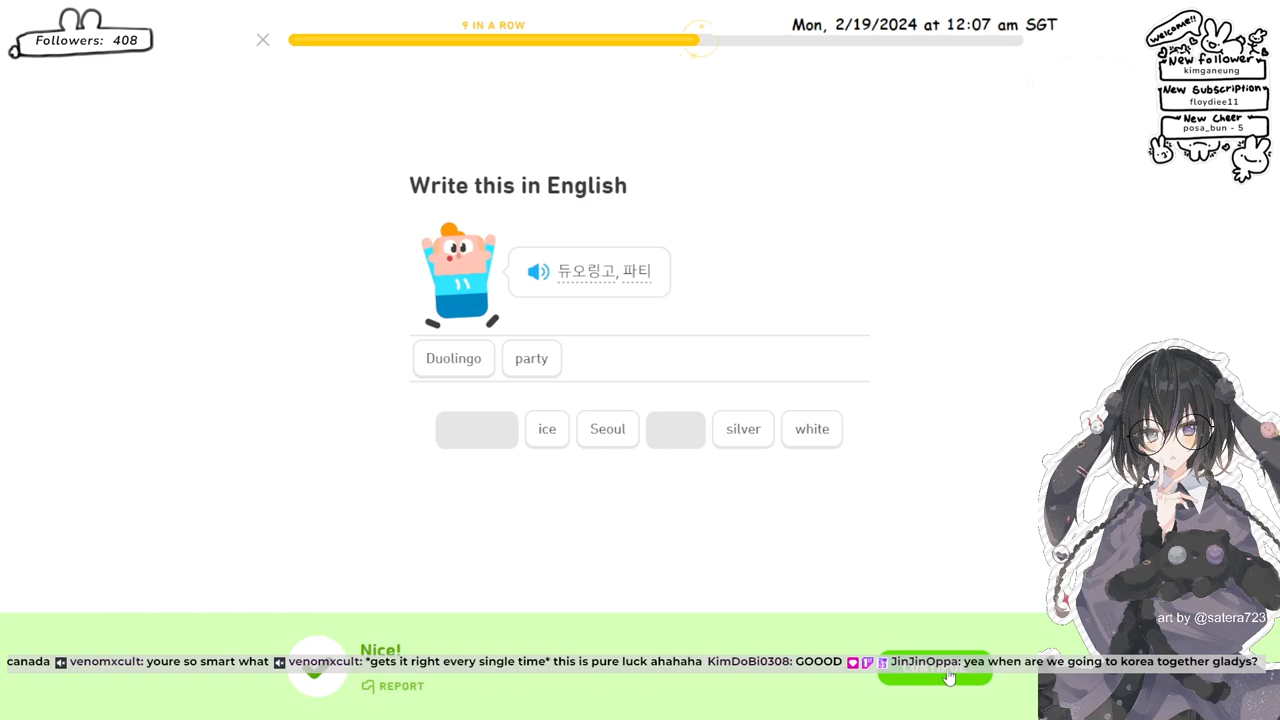 Followers: 408
9 IN A ROW
Mon, 2/19/2024 at 12:07 am SGT
welcome!!
New follower
kimganeung
New Subscription
floydiee11
New Cheer
posa_bun - 5
Write this in English
듀오링고, 파티
Duolingo party
ice Seoul silver white
art by @satera723
Nice!
canada venomxcult: youre so smart what venomxcult: *gets it right every single time* this is pure luck ahahaha KimDoBi0308: GOOOD JinJinOppa: yea when are we going to korea together gladys?
REPORT